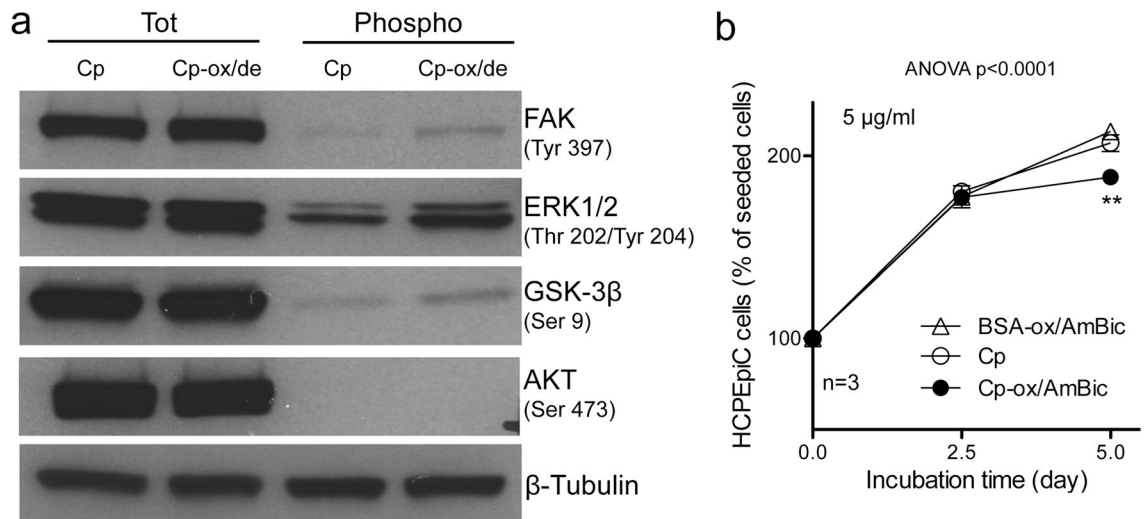 a
Tot Phospho
Cp Cp-ox/de Cp Cp-ox/de
FAK
(Tyr 397)
ERK1/2
(Thr 202/Tyr 204)
GSK-3β
(Ser 9)
AKT
(Ser 473)
β-Tubulin
b
ANOVA p<0.0001
5 µg/ml
HCPEpiC cells (% of seeded cells)
200
100
**
BSA-ox/AmBic
Cp
Cp-ox/AmBic
n=3
0.0 2.5 5.0
Incubation time (day)